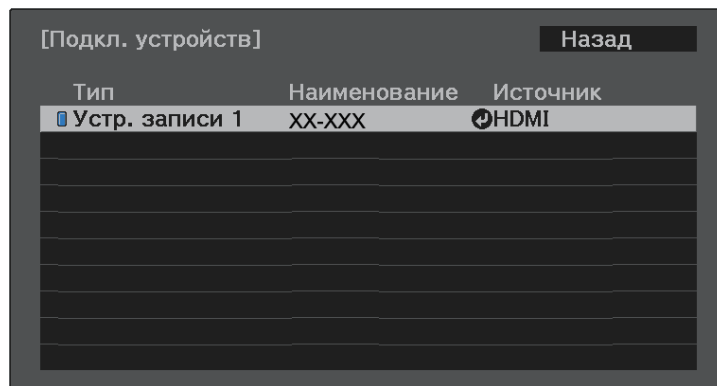 [Подкл. устройств] Назад
Тип Наименование Источник
Устр. записи 1 XX-XXX HDMI